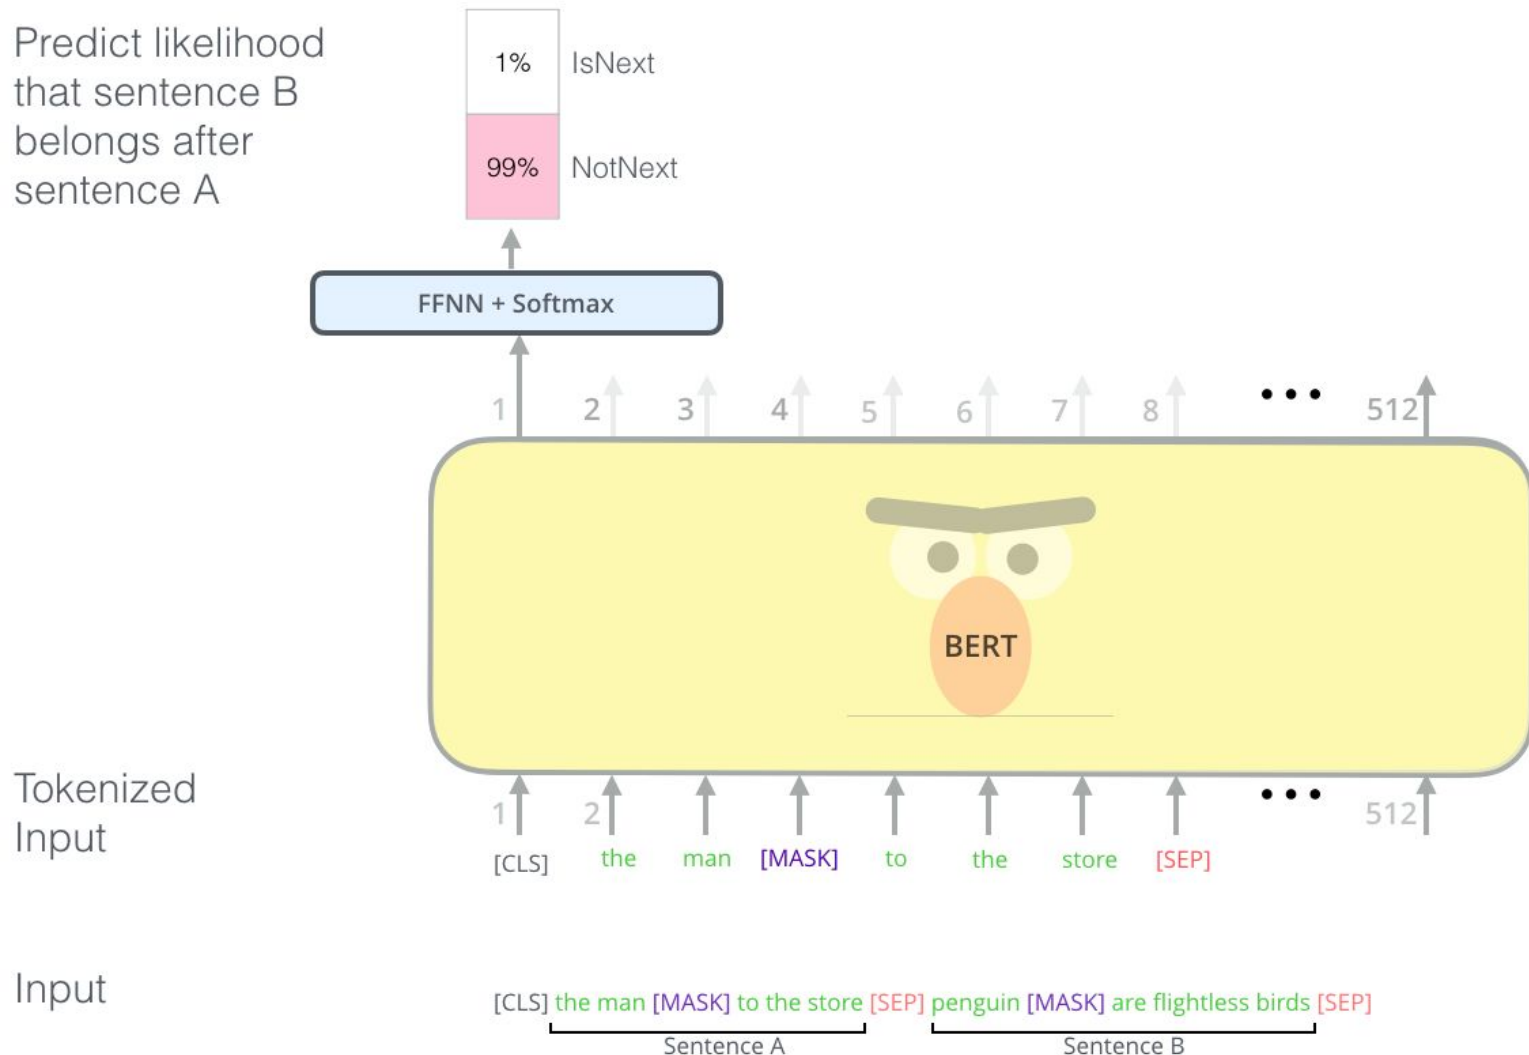 Predict likelihood
that sentence B
belongs after
sentence A
1% IsNext
99% NotNext
FFNN + Softmax
1 2 3 4 5 6 7 8 ... 512
BERT
Tokenized
Input
1 2 ... 512
[CLS] the man [MASK] to the store [SEP]
Input
[CLS] the man [MASK] to the store [SEP] penguin [MASK] are flightless birds [SEP]
Sentence A Sentence B